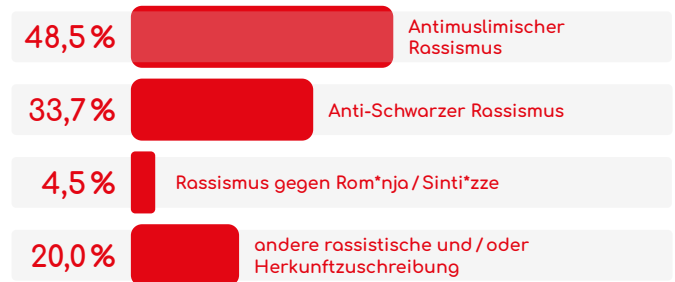 48,5 %
Antimuslimischer
Rassismus
33,7 %
Anti-Schwarzer Rassismus
4,5 %
Rassismus gegen Rom*nja / Sinti*zze
20,0 %
andere rassistische und / oder
Herkunftzuschreibung